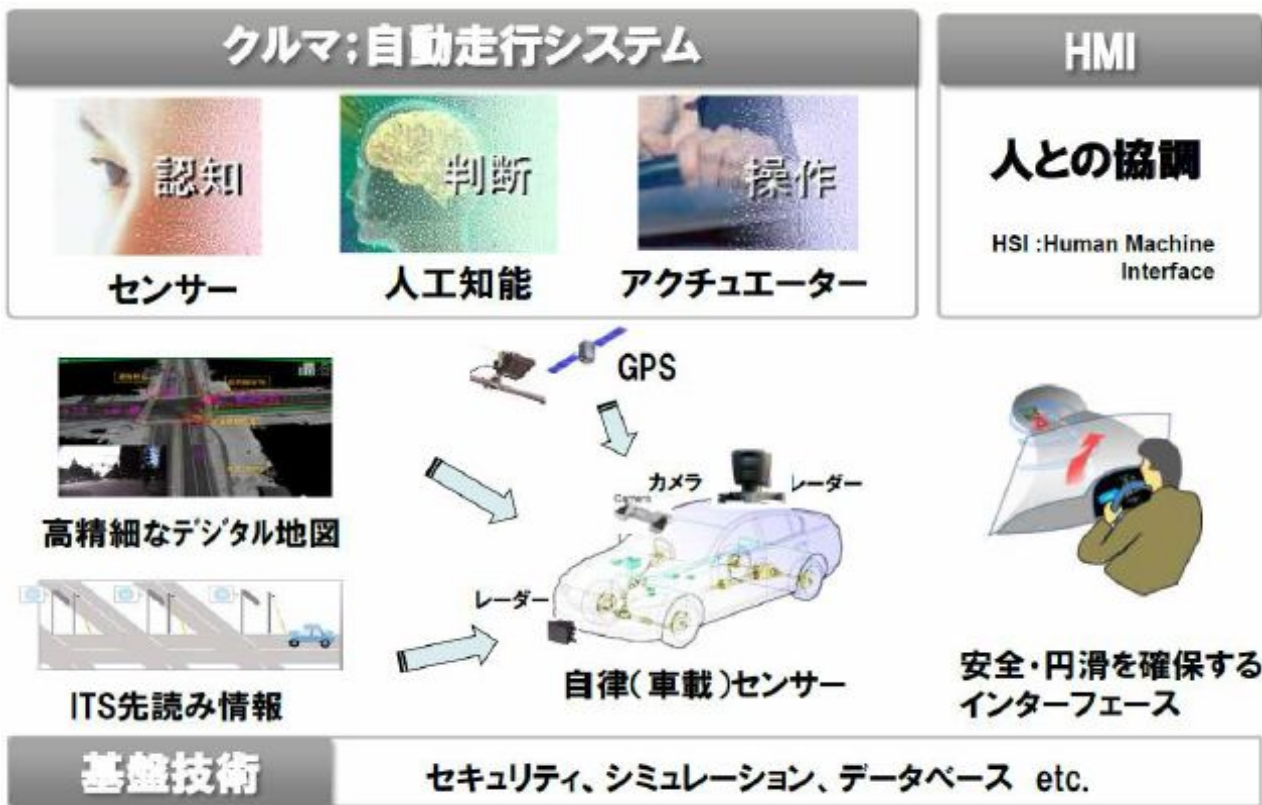 クルマ;自動走行システム
HMI
認知
判断
操作
センサー
人工知能
アクチュエーター
人との協調
HSI :Human Machine
Interface
GPS
高精細なデジタル地図
カメラ
レーダー
Camera
レーダー
ITS先読み情報
自律(車載)センサー
安全・円滑を確保する
インターフェース
基盤技術
セキュリティ、シミュレーション、データベース etc.